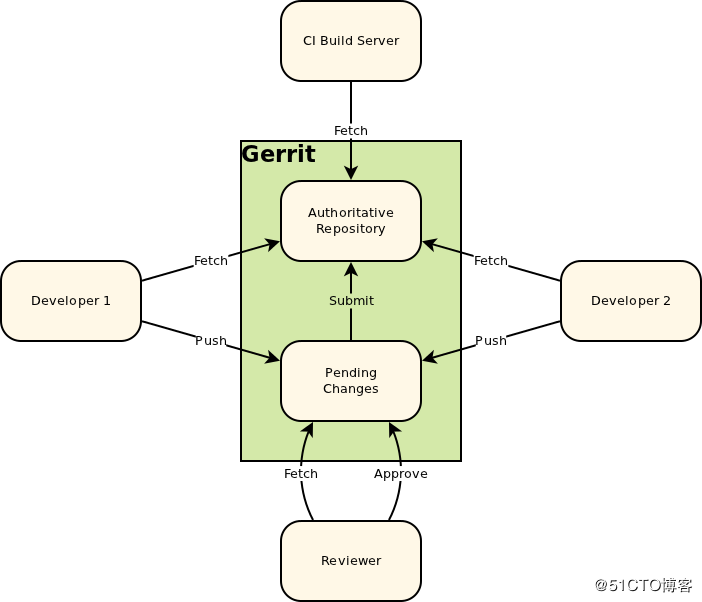 CI Build Server
Fetch
Gerrit
Authoritative
Repository
Fetch
Fetch
Developer 1
Submit
Developer 2
Push
Push
Pending
Changes
Fetch
Approve
Reviewer
@51CTO博客